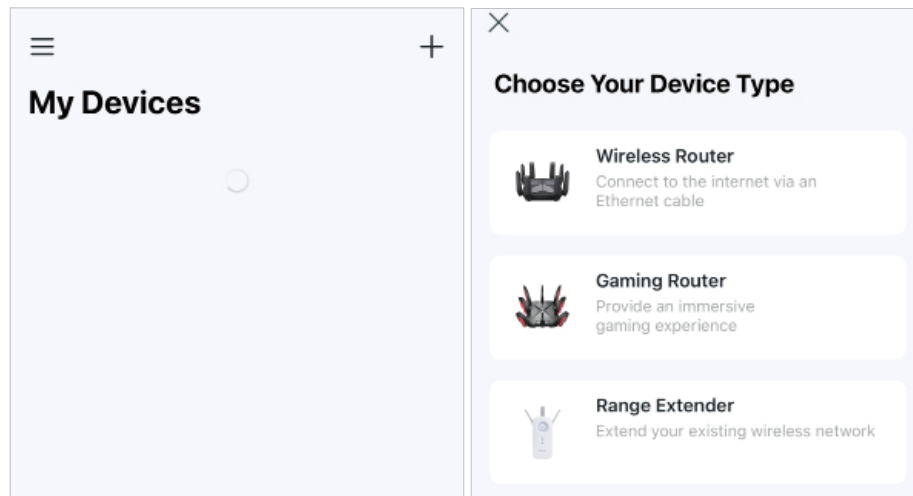 My Devices
Choose Your Device Type
Wireless Router
Connect to the internet via an
Ethernet cable
Gaming Router
Provide an immersive
gaming experience
Range Extender
Extend your existing wireless network